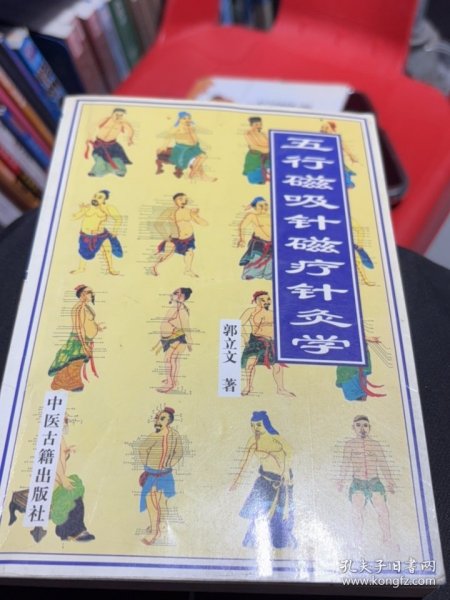 五行磁吸针磁疗针灸学
郭立文 著
中医古籍出版社
孔夫子旧书网
www.kongfz.com